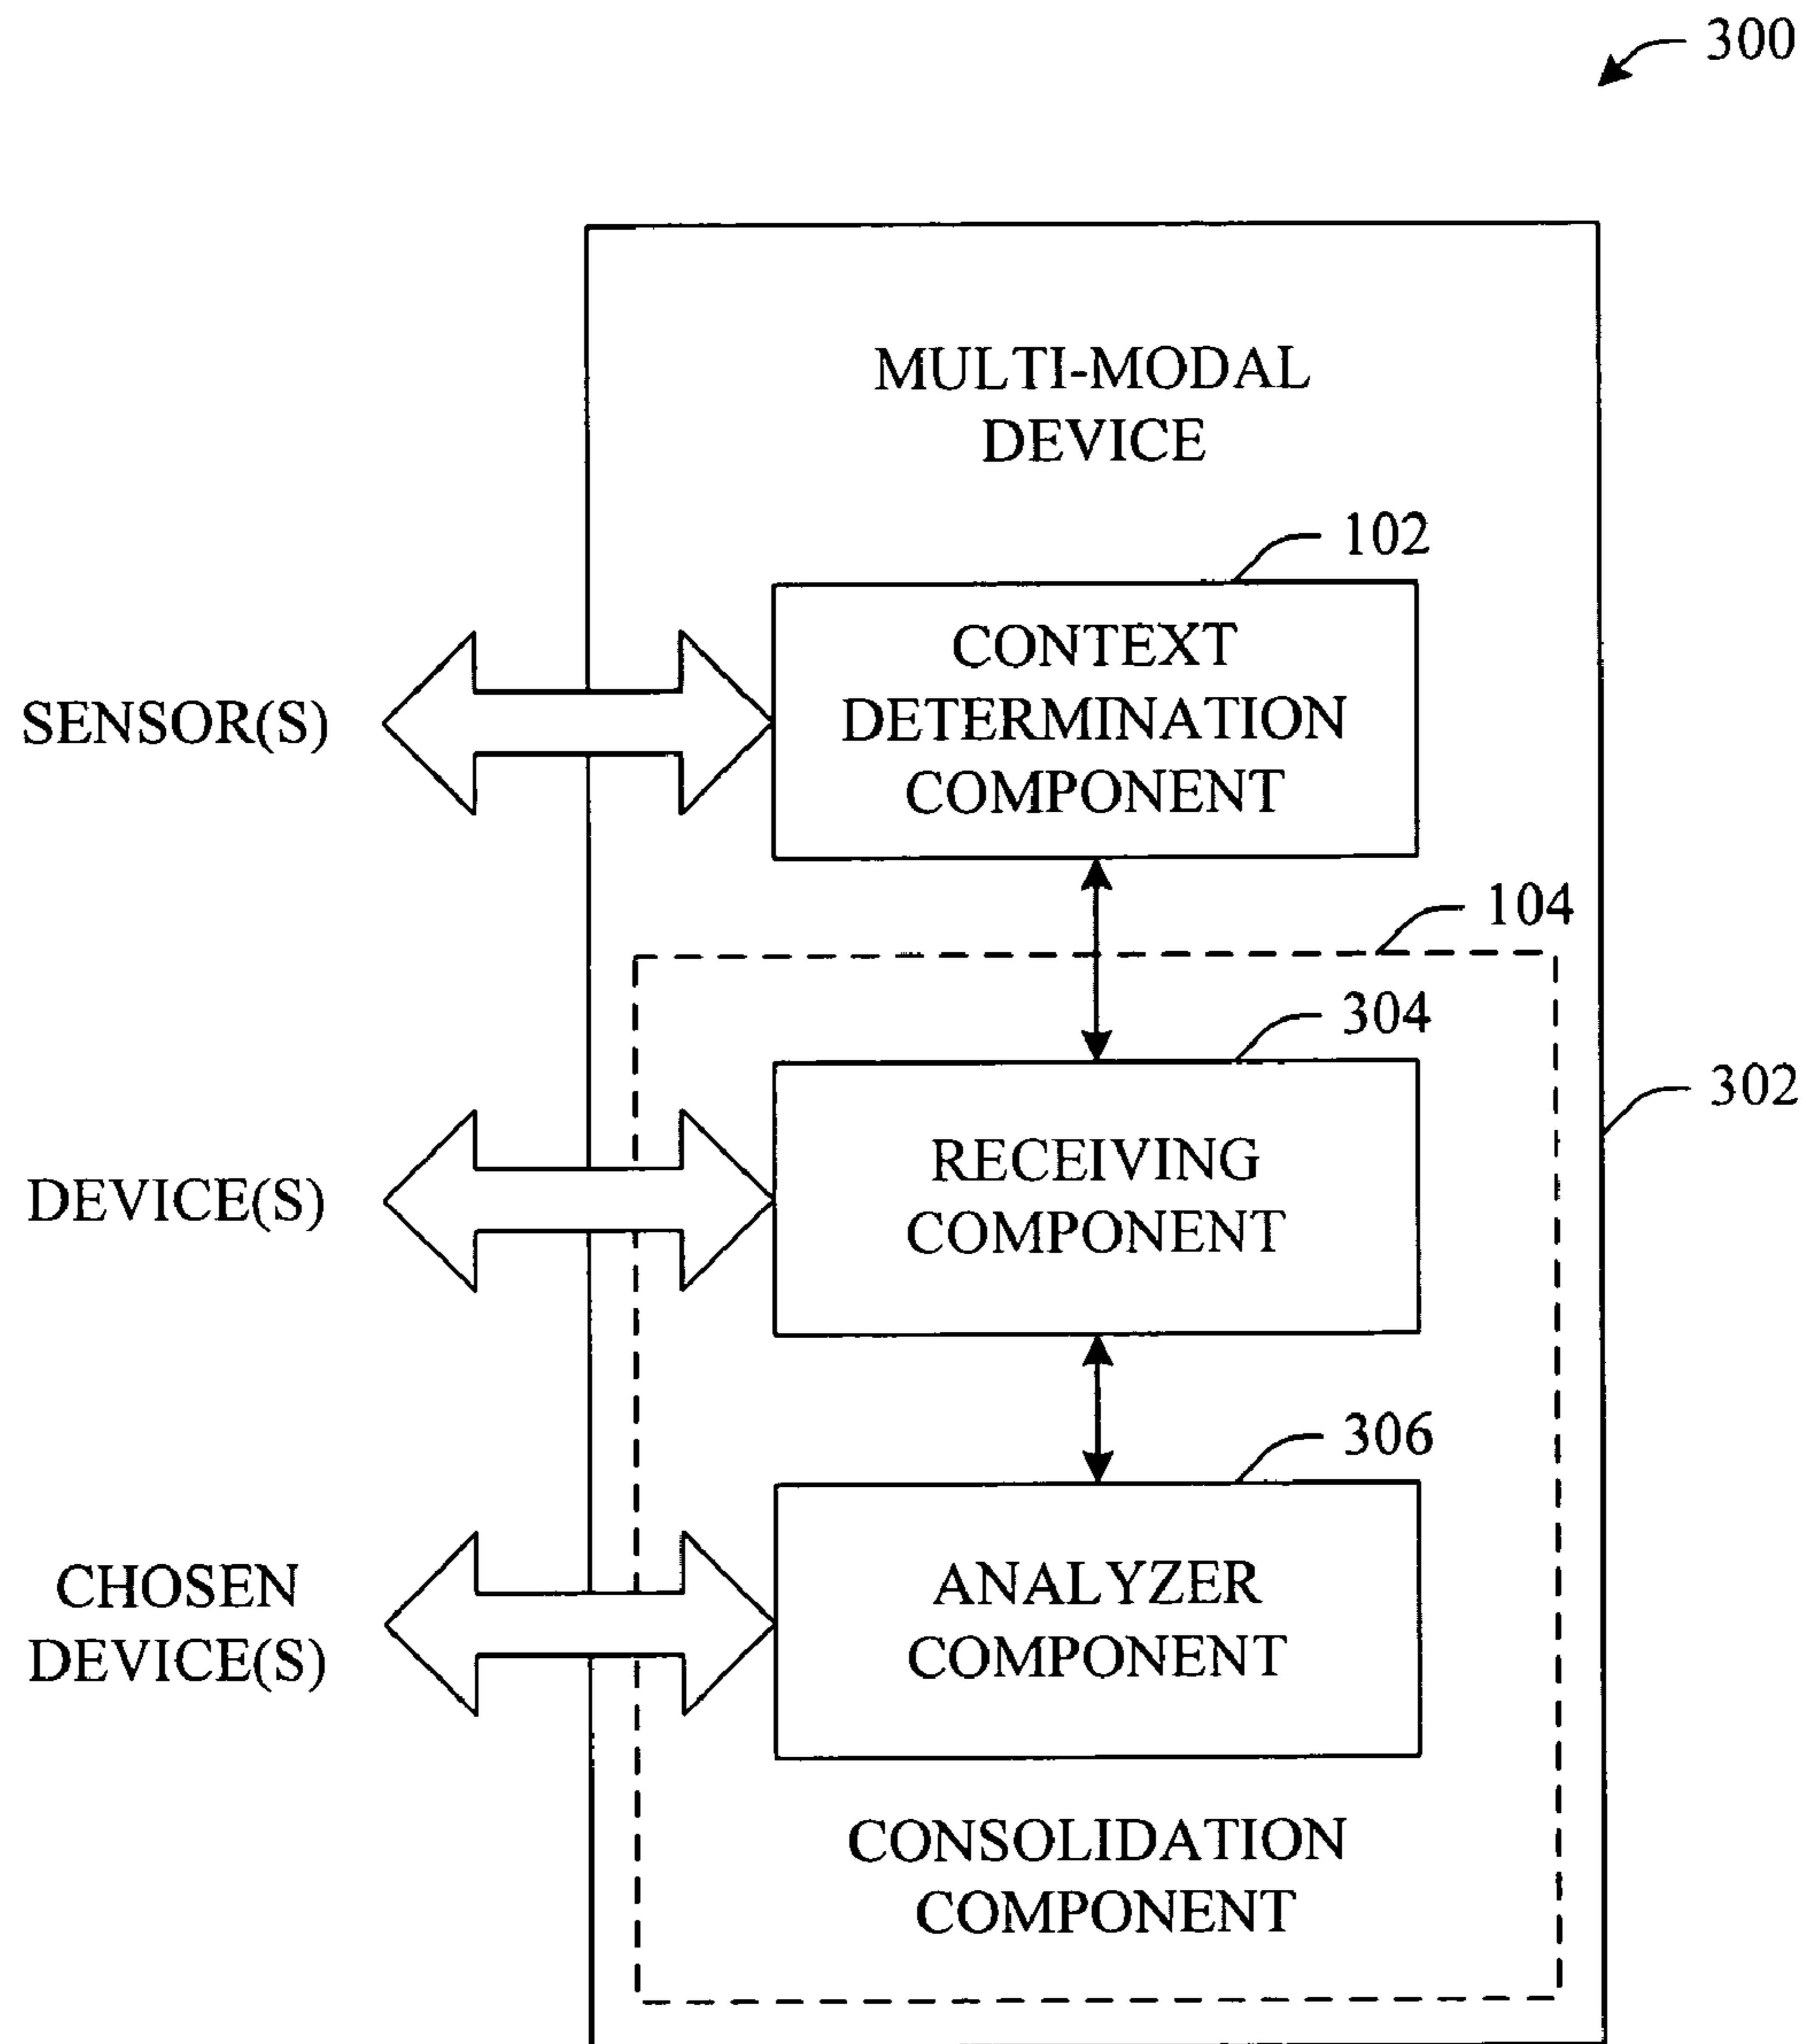 300
MULTI-MODAL
DEVICE
102
CONTEXT
DETERMINATION
COMPONENT
SENSOR(S)
104
304
302
RECEIVING
COMPONENT
DEVICE(S)
306
ANALYZER
COMPONENT
CHOSEN
DEVICE(S)
CONSOLIDATION
COMPONENT